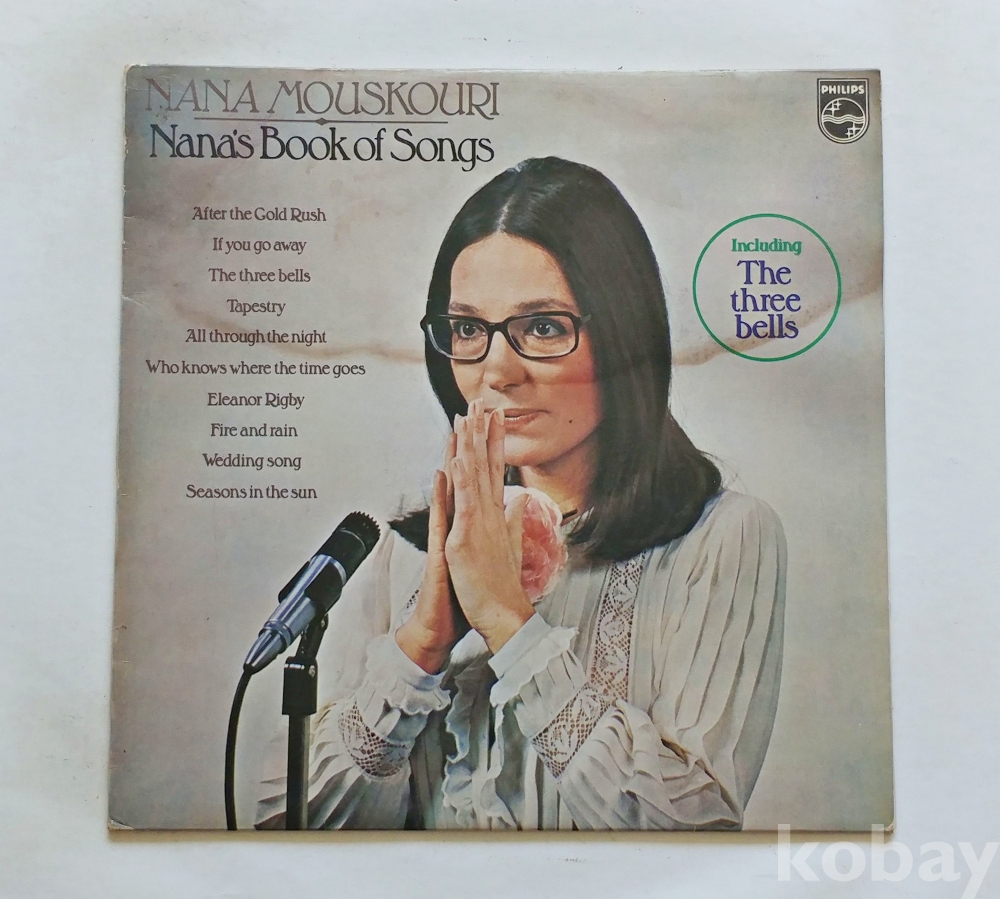 NANA MOUSKOURI
Nana's Book of Songs
PHILIPS
After the Gold Rush
If you go away
The three bells
Tapestry
All through the night
Who knows where the time goes
Eleanor Rigby
Fire and rain
Wedding song
Seasons in the sun
Including
The
three
bells
kobay